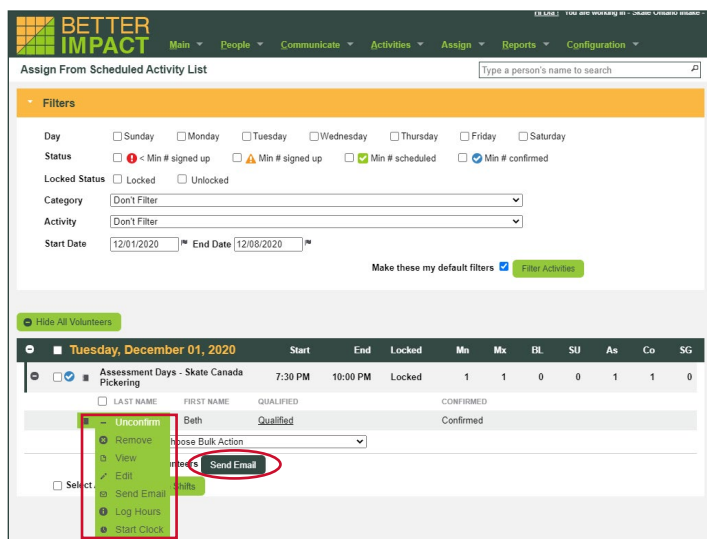 BETTER
IMPACT
Hi Dia ! You are working in - Skate Ontario Intake -
Main People Communicate Activities Assign Reports Configuration
Assign From Scheduled Activity List
Type a person's name to search
Filters
Day Sunday Monday Tuesday Wednesday Thursday Friday Saturday
Status < Min # signed up Min # signed up Min # scheduled Min # confirmed
Locked Status Locked Unlocked
Category Don't Filter
Activity Don't Filter
Start Date 12/01/2020 End Date 12/08/2020
Make these my default filters Filter Activities
Hide All Volunteers
Tuesday, December 01, 2020 Start End Locked Mn Mx BL SU As Co SG
Assessment Days - Skate Canada
Pickering
7:30 PM 10:00 PM Locked 1 1 0 0 1 1 0
LAST NAME FIRST NAME QUALIFIED CONFIRMED
Unconfirm Beth Qualified Confirmed
Remove hoose Bulk Action
View unteers Send Email
Edit
Select Shifts
Send Email
Log Hours
Start Clock